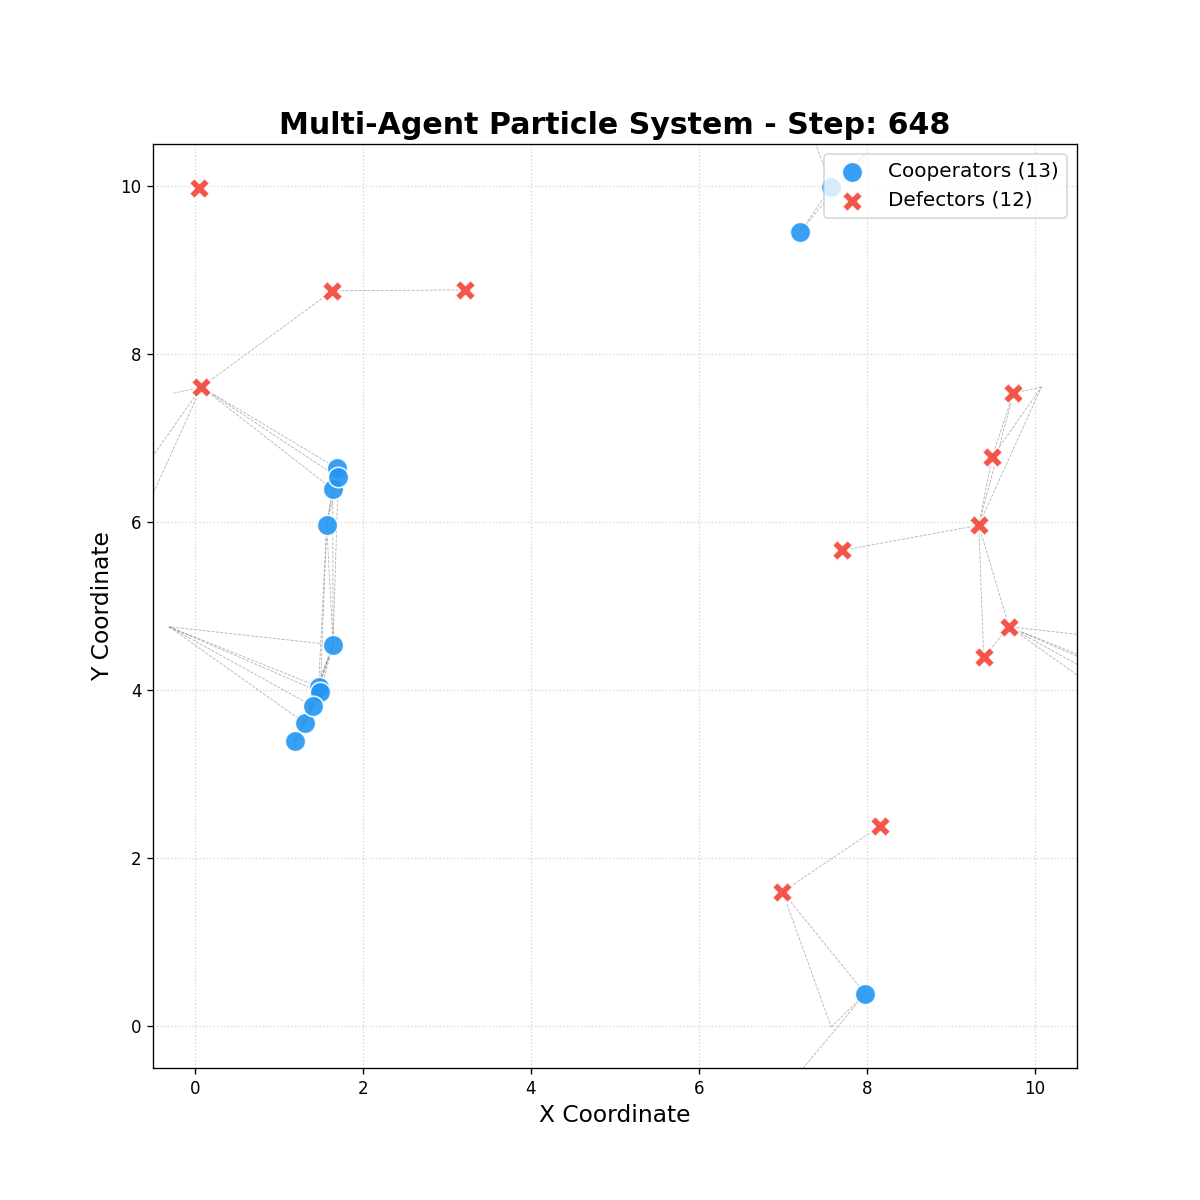 Multi-Agent Particle System - Step: 648
Cooperators (13)
Defectors (12)
10
8
6
4
2
0
Y Coordinate
0 2 4 6 8 10
X Coordinate